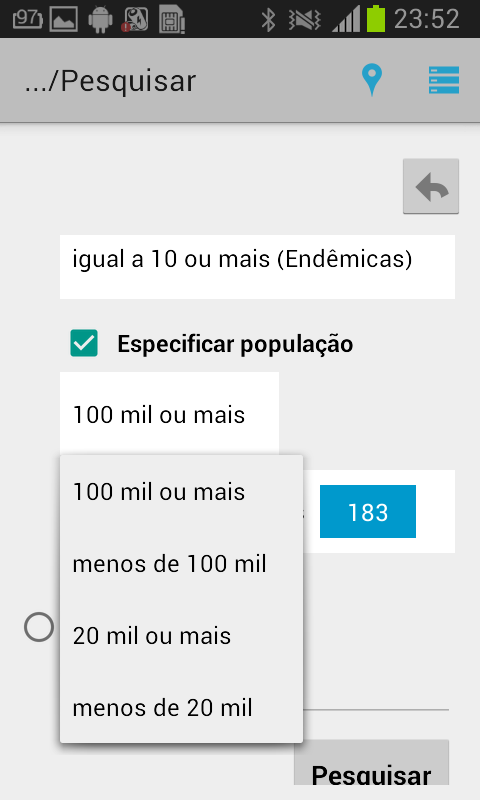 97
23:52
.../Pesquisar
igual a 10 ou mais (Endêmicas)
Especificar população
100 mil ou mais
100 mil ou mais
183
menos de 100 mil
20 mil ou mais
menos de 20 mil
Pesquisar